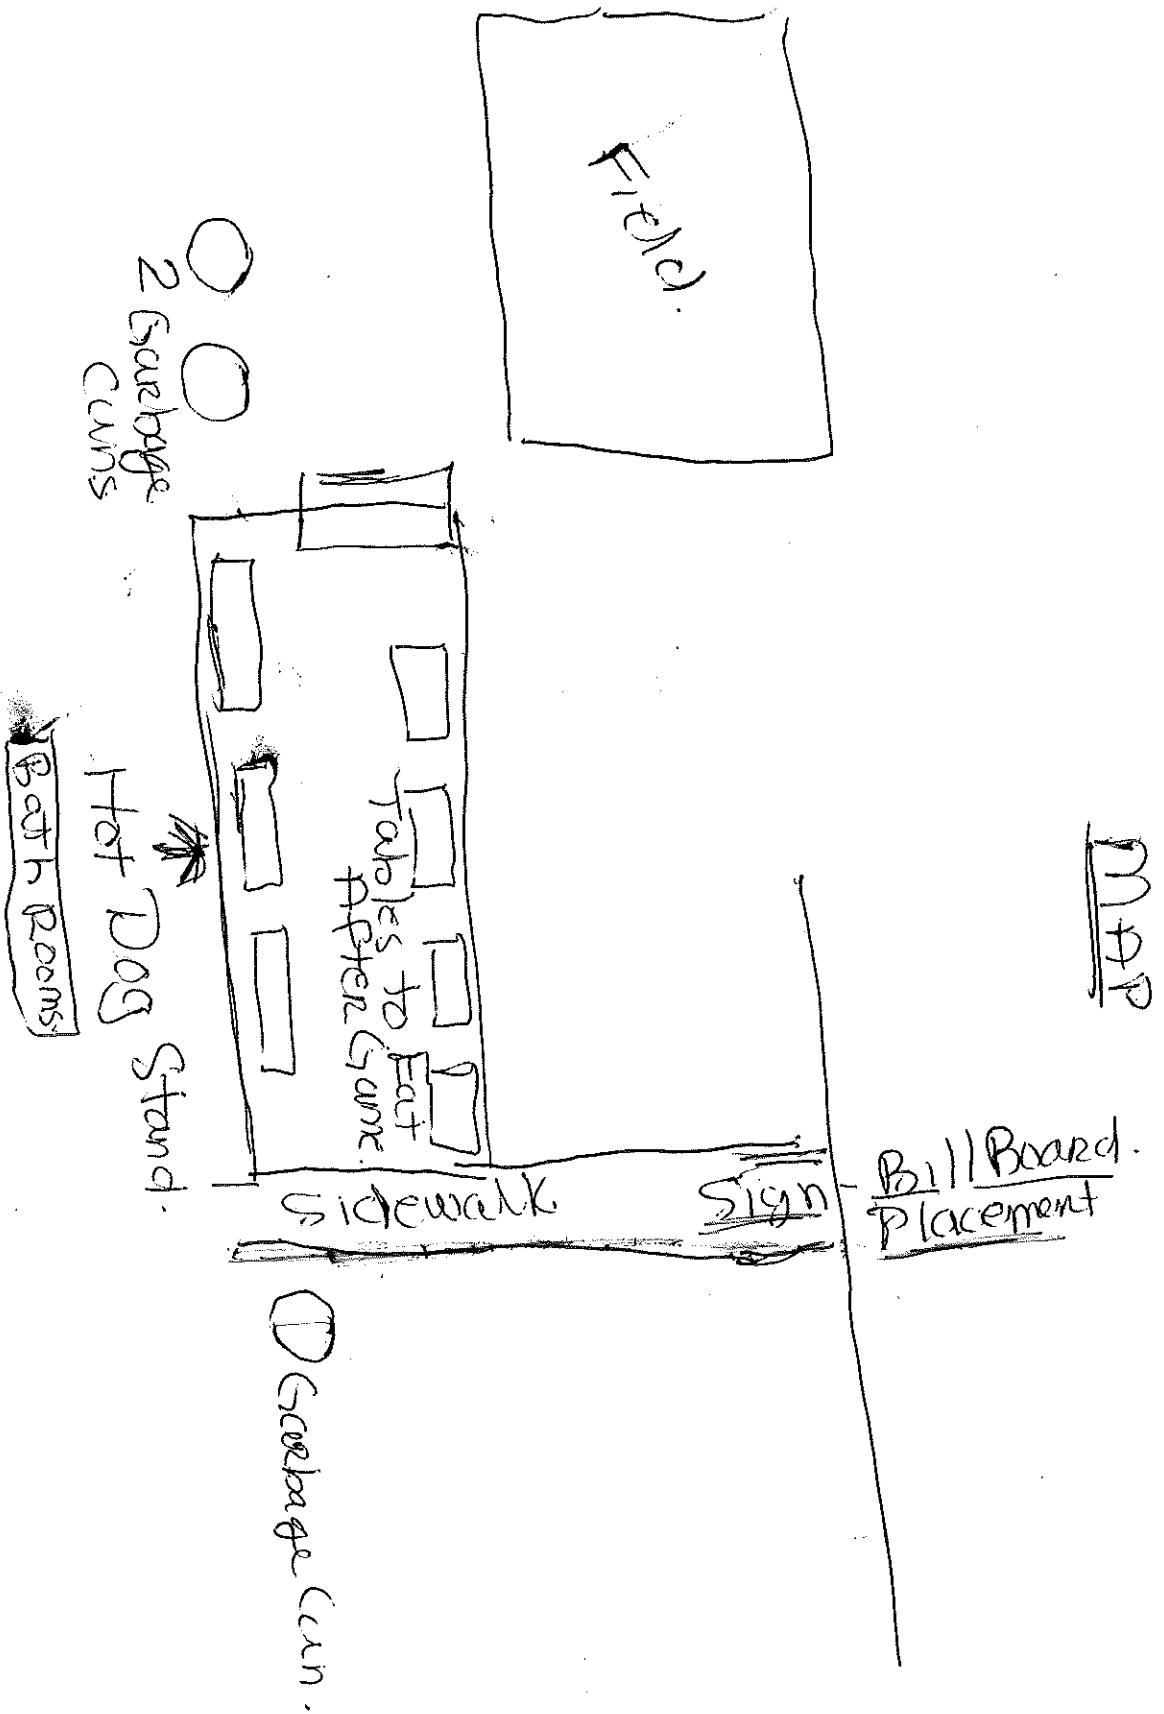 MAP
Bill Board.
Placement
Sign
Sidewalk
Field.
Tables to Eat
After Game.
2 Garbage
Cans
Hot Dog Stand.
Bath Rooms
Garbage Can.